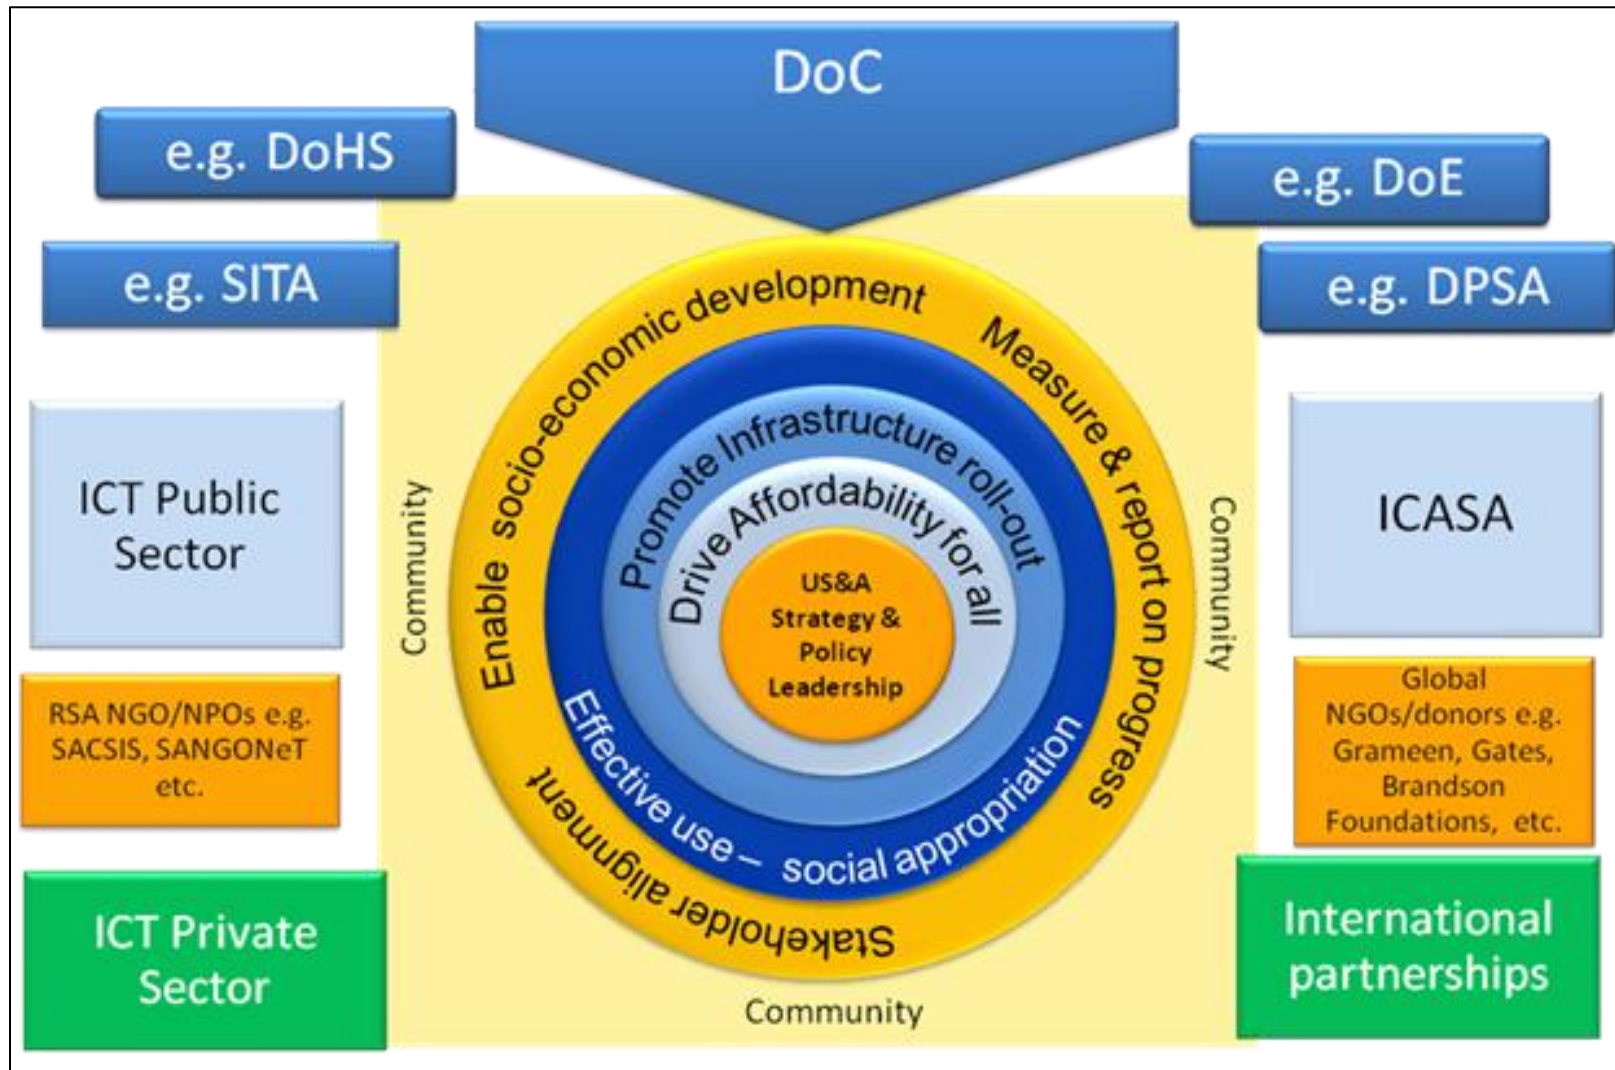 DoC
e.g. DoHS
e.g. DoE
e.g. SITA
e.g. DPSA
Enable socio-economic development
Measure & report on progress
Stakeholder alignment
Effective use – social appropriation
Promote Infrastructure roll-out
Drive Affordability for all
US&A
Strategy &
Policy
Leadership
Community
Community
Community
ICT Public
Sector
ICASA
RSA NGO/NPOs e.g.
SACSIS, SANGONeT
etc.
Global
NGOs/donors e.g.
Grameen, Gates,
Brandson
Foundations, etc.
ICT Private
Sector
International
partnerships